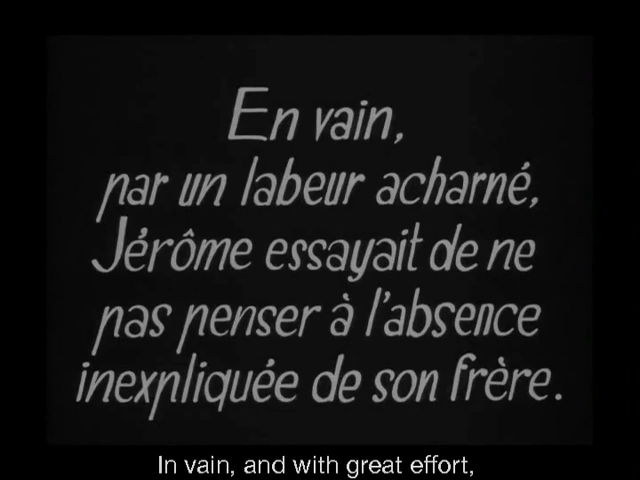 En vain,
par un labeur acharné,
Jérôme essayait de ne
pas penser à l'absence
inexpliquée de son frère.
In vain, and with great effort,